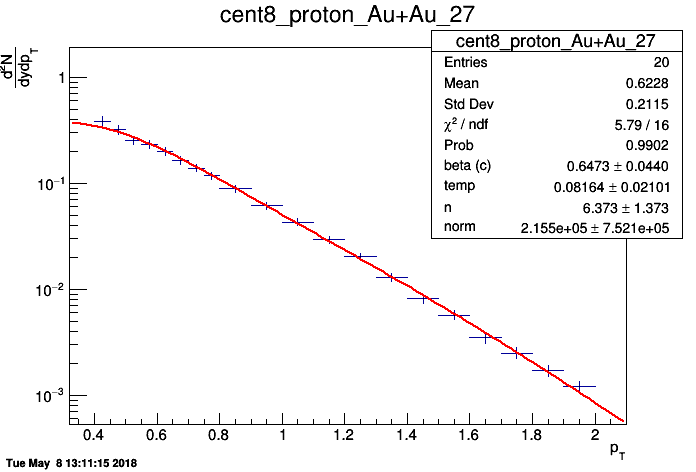 cent8_proton_Au+Au_27
d²N
dydp_T
cent8_proton_Au+Au_27
Entries 20
Mean 0.6228
Std Dev 0.2115
χ² / ndf 5.79 / 16
Prob 0.9902
beta (c) 0.6473 ± 0.0440
temp 0.08164 ± 0.02101
n 6.373 ± 1.373
norm 2.155e+05 ± 7.521e+05
1
10⁻¹
10⁻²
10⁻³
0.4 0.6 0.8 1 1.2 1.4 1.6 1.8 2
p_T
Tue May 8 13:11:15 2018